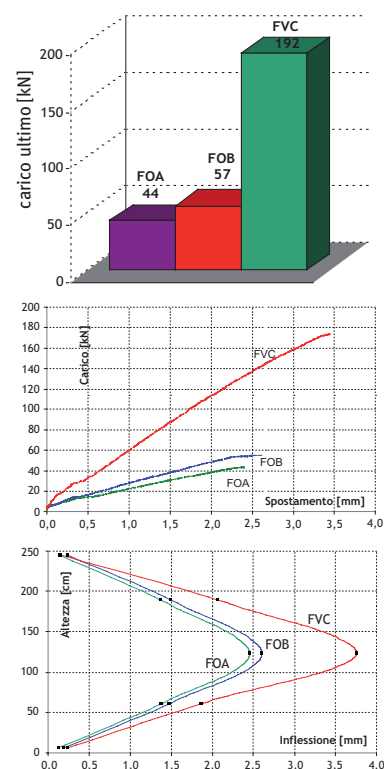 carico ultimo [kN]
200
150
100
50
0
FOA
44
FOB
57
FVC
192
Carico [kN]
200
180
160
140
120
100
80
60
40
20
0
FVC
FOB
FOA
Spostamento [mm]
0,0 0,5 1,0 1,5 2,0 2,5 3,0 3,5 4,0
Altezza [cm]
250
200
150
100
50
0
FOA FOB FVC
Inflessione [mm]
0.0 0.5 1.0 1.5 2.0 2.5 3.0 3.5 4.0